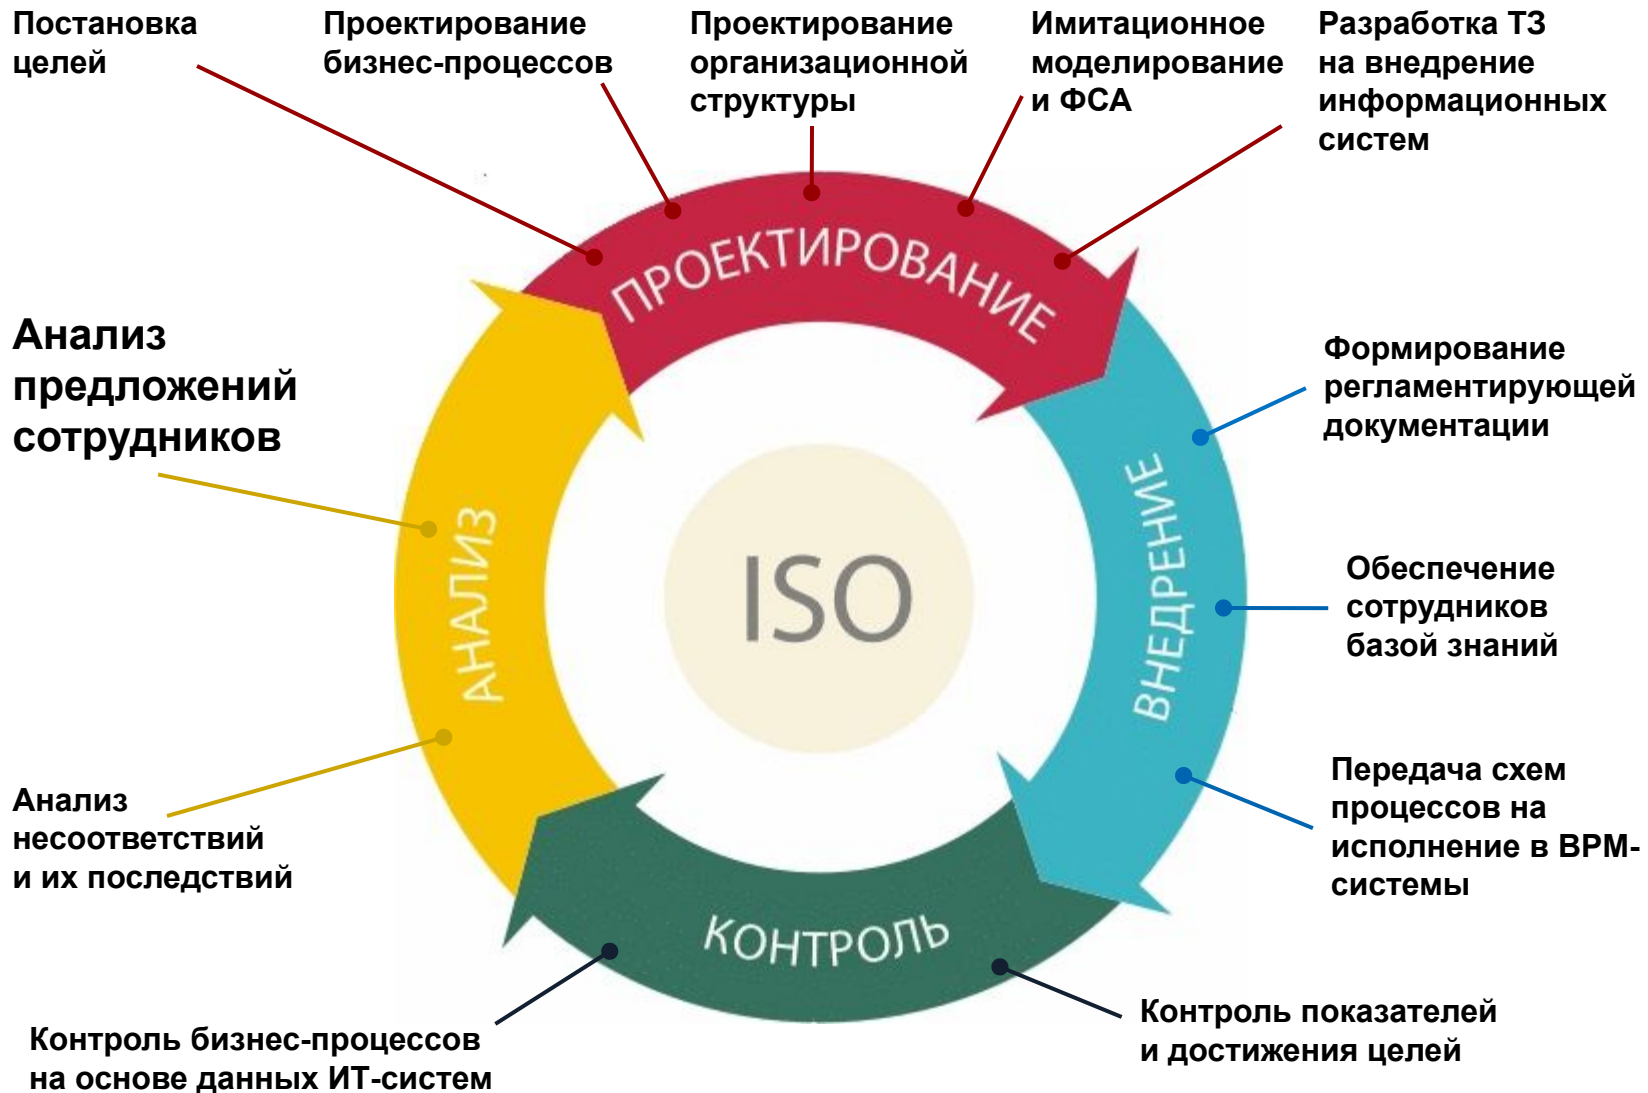 Постановка
целей
Проектирование
бизнес-процессов
Проектирование
организационной
структуры
Имитационное
моделирование
и ФСА
Разработка ТЗ
на внедрение
информационных
систем
ПРОЕКТИРОВАНИЕ
Формирование
регламентирующей
документации
ВНЕДРЕНИЕ
Обеспечение
сотрудников
базой знаний
Передача схем
процессов на
исполнение в BPM-
системы
Контроль показателей
и достижения целей
КОНТРОЛЬ
Контроль бизнес-процессов
на основе данных ИТ-систем
Анализ
несоответствий
и их последствий
АНАЛИЗ
Анализ
предложений
сотрудников
ISO